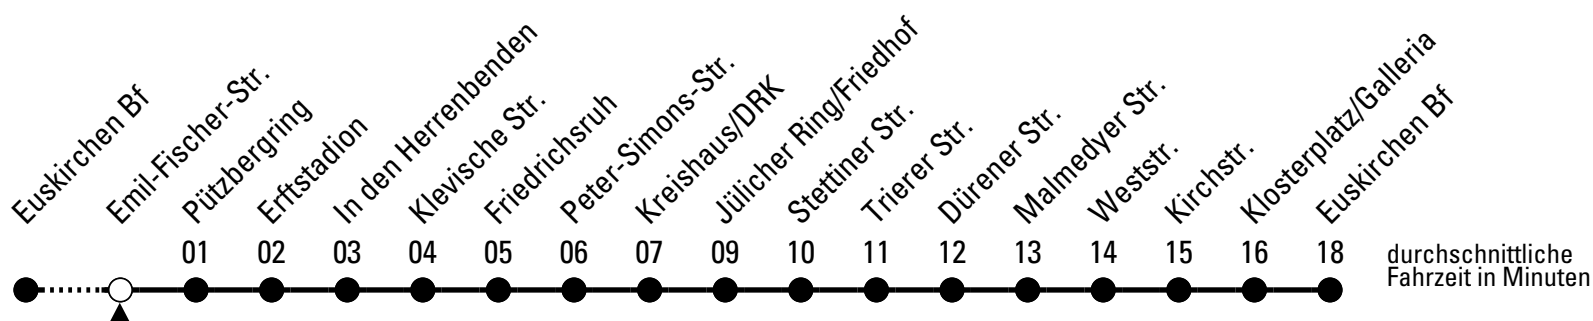 Euskirchen Bf
Emil-Fischer-Str.
Pützbergring
Erftstadion
In den Herrenbenden
Klevische Str.
Friedrichsruh
Peter-Simons-Str.
Kreishaus/DRK
Jülicher Ring/Friedhof
Stettiner Str.
Trierer Str.
Dürener Str.
Malmedyer Str.
Weststr.
Kirchstr.
Klosterplatz/Galleria
Euskirchen Bf
01 02 03 04 05 06 07 09 10 11 12 13 14 15 16 18
durchschnittliche
Fahrzeit in Minuten